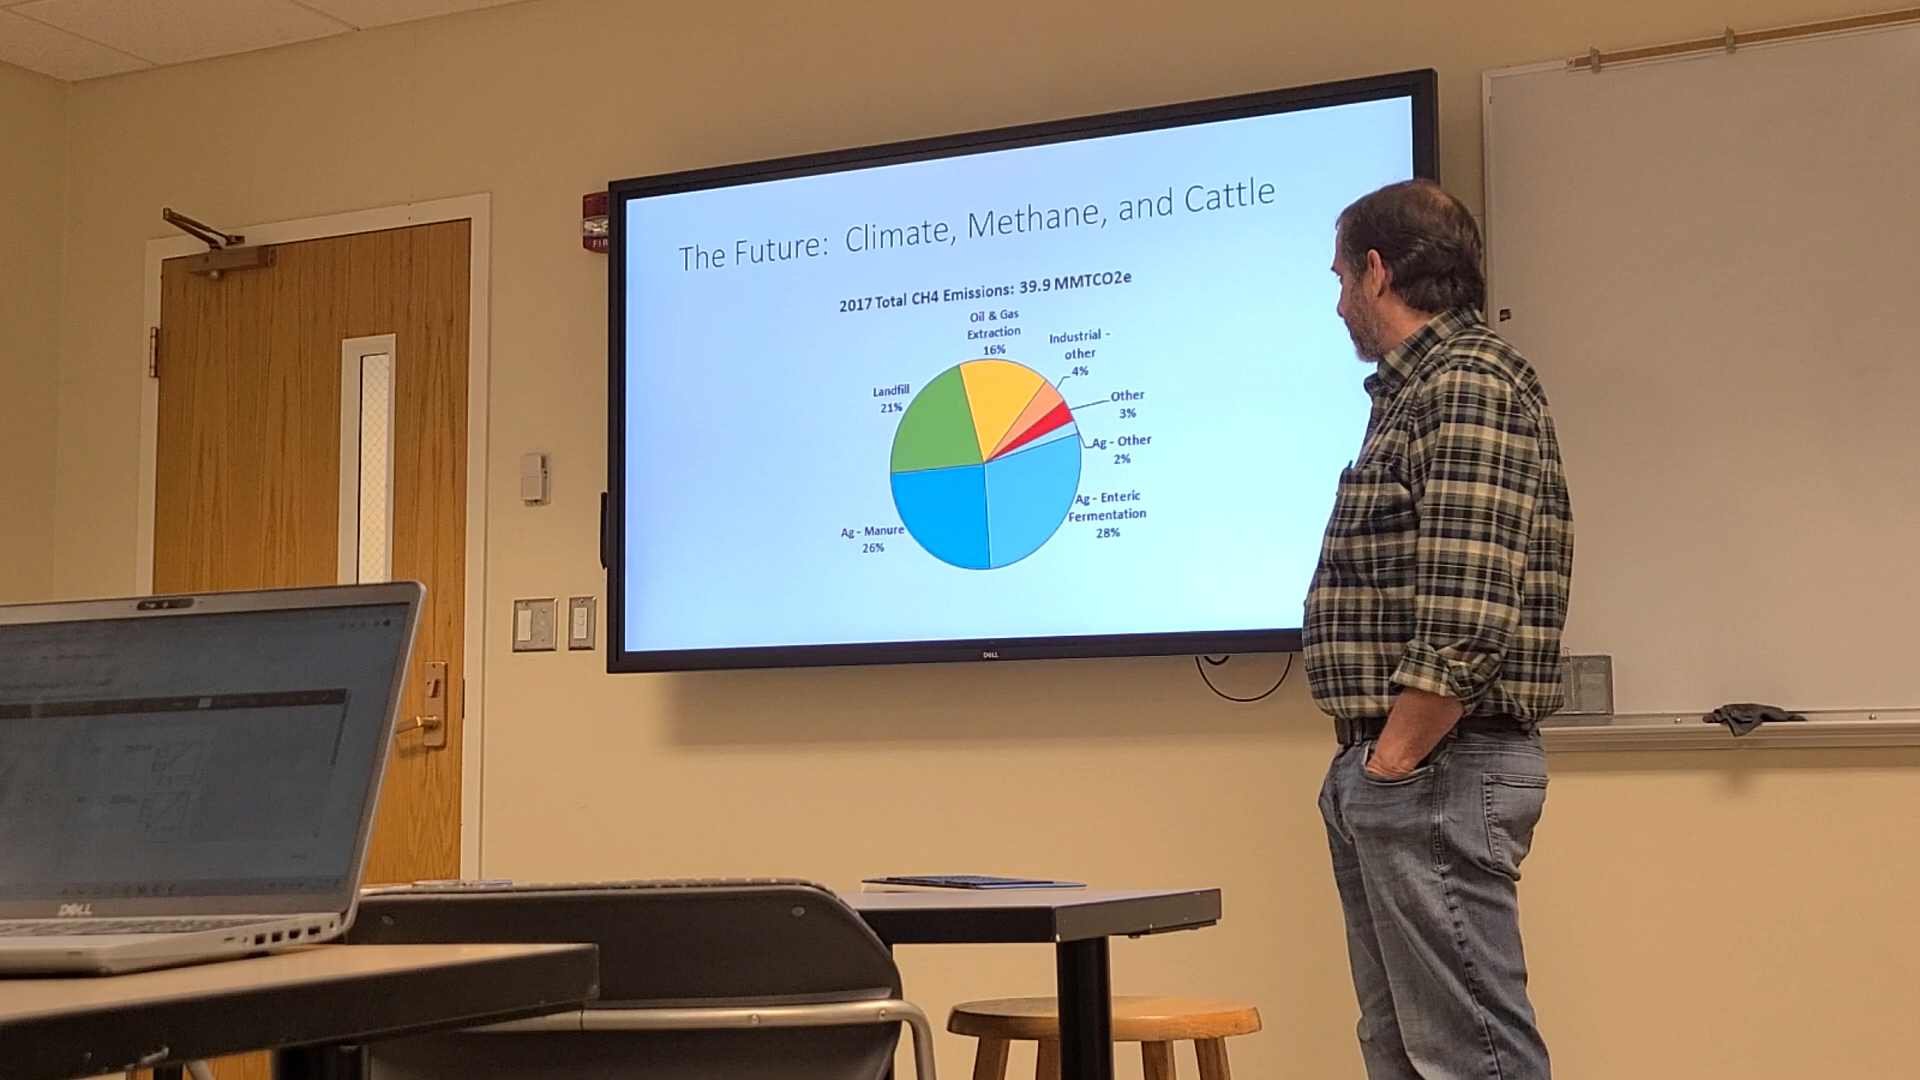 The Future: Climate, Methane, and Cattle
2017 Total CH4 Emissions: 39.9 MMTCO2e
Oil & Gas
Extraction
16%
Industrial -
other
4%
Landfill
21%
Other
3%
Ag - Other
2%
Ag - Enteric
Fermentation
28%
Ag - Manure
26%
DELL
DELL
FIR